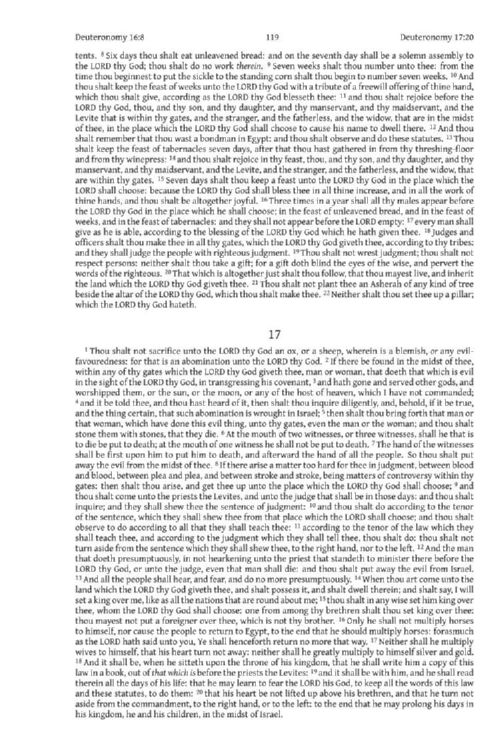 Deuteronomy 16:8 119 Deuteronomy 17:20
tents. 8 Six days thou shalt eat unleavened bread: and on the seventh day shall be a solemn assembly to
the LORD thy God; thou shalt do no work therein. 9 Seven weeks shalt thou number unto thee: from the
time thou beginnest to put the sickle to the standing corn shalt thou begin to number seven weeks. 10 And
thou shalt keep the feast of weeks unto the LORD thy God with a tribute of a freewill offering of thine hand,
which thou shalt give, according as the LORD thy God blesseth thee: 11 and thou shalt rejoice before the
LORD thy God, thou, and thy son, and thy daughter, and thy manservant, and thy maidservant, and the
Levite that is within thy gates, and the stranger, and the fatherless, and the widow, that are in the midst
of thee, in the place which the LORD thy God shall choose to cause his name to dwell there. 12 And thou
shalt remember that thou wast a bondman in Egypt: and thou shalt observe and do these statutes. 13 Thou
shalt keep the feast of tabernacles seven days, after that thou hast gathered in from thy threshing-floor
and from thy winepress: 14 and thou shalt rejoice in thy feast, thou, and thy son, and thy daughter, and thy
manservant, and thy maidservant, and the Levite, and the stranger, and the fatherless, and the widow, that
are within thy gates. 15 Seven days shalt thou keep a feast unto the LORD thy God in the place which the
LORD shall choose: because the LORD thy God shall bless thee in all thine increase, and in all the work of
thine hands, and thou shalt be altogether joyful. 16 Three times in a year shall all thy males appear before
the LORD thy God in the place which he shall choose; in the feast of unleavened bread, and in the feast of
weeks, and in the feast of tabernacles: and they shall not appear before the LORD empty: 17 every man shall
give as he is able, according to the blessing of the LORD thy God which he hath given thee. 18 Judges and
officers shalt thou make thee in all thy gates, which the LORD thy God giveth thee, according to thy tribes:
and they shall judge the people with righteous judgment. 19 Thou shalt not wrest judgment; thou shalt not
respect persons: neither shalt thou take a gift; for a gift doth blind the eyes of the wise, and pervert the
words of the righteous. 20 That which is altogether just shalt thou follow, that thou mayest live, and inherit
the land which the LORD thy God giveth thee. 21 Thou shalt not plant thee an Asherah of any kind of tree
beside the altar of the LORD thy God, which thou shalt make thee. 22 Neither shalt thou set thee up a pillar;
which the LORD thy God hateth.
17
1 Thou shalt not sacrifice unto the LORD thy God an ox, or a sheep, wherein is a blemish, or any evil-
favouredness: for that is an abomination unto the LORD thy God. 2 If there be found in the midst of thee,
within any of thy gates which the LORD thy God giveth thee, man or woman, that doeth that which is evil
in the sight of the LORD thy God, in transgressing his covenant, 3 and hath gone and served other gods, and
worshipped them, or the sun, or the moon, or any of the host of heaven, which I have not commanded;
4 and it be told thee, and thou hast heard of it, then shalt thou inquire diligently, and, behold, if it be true,
and the thing certain, that such abomination is wrought in Israel; 5 then shalt thou bring forth that man or
that woman, which have done this evil thing, unto thy gates, even the man or the woman; and thou shalt
stone them with stones, that they die. 6 At the mouth of two witnesses, or three witnesses, shall he that is
to die be put to death; at the mouth of one witness he shall not be put to death. 7 The hand of the witnesses
shall be first upon him to put him to death, and afterward the hand of all the people. So thou shalt put
away the evil from the midst of thee. 8 If there arise a matter too hard for thee in judgment, between blood
and blood, between plea and plea, and between stroke and stroke, being matters of controversy within thy
gates: then shalt thou arise, and get thee up unto the place which the LORD thy God shall choose; 9 and
thou shalt come unto the priests the Levites, and unto the judge that shall be in those days: and thou shalt
inquire; and they shall shew thee the sentence of judgment: 10 and thou shalt do according to the tenor
of the sentence, which they shall shew thee from that place which the LORD shall choose; and thou shalt
observe to do according to all that they shall teach thee: 11 according to the tenor of the law which they
shall teach thee, and according to the judgment which they shall tell thee, thou shalt do: thou shalt not
turn aside from the sentence which they shall shew thee, to the right hand, nor to the left. 12 And the man
that doeth presumptuously, in not hearkening unto the priest that standeth to minister there before the
LORD thy God, or unto the judge, even that man shall die: and thou shalt put away the evil from Israel.
13 And all the people shall hear, and fear, and do no more presumptuously. 14 When thou art come unto the
land which the LORD thy God giveth thee, and shalt possess it, and shalt dwell therein; and shalt say, I will
set a king over me, like as all the nations that are round about me; 15 thou shalt in any wise set him king over
thee, whom the LORD thy God shall choose: one from among thy brethren shalt thou set king over thee:
thou mayest not put a foreigner over thee, which is not thy brother. 16 Only he shall not multiply horses
to himself, nor cause the people to return to Egypt, to the end that he should multiply horses: forasmuch
as the LORD hath said unto you, Ye shall henceforth return no more that way. 17 Neither shall he multiply
wives to himself, that his heart turn not away: neither shall he greatly multiply to himself silver and gold.
18 And it shall be, when he sitteth upon the throne of his kingdom, that he shall write him a copy of this
law in a book, out of that which is before the priests the Levites: 19 and it shall be with him, and he shall read
therein all the days of his life: that he may learn to fear the LORD his God, to keep all the words of this law
and these statutes, to do them: 20 that his heart be not lifted up above his brethren, and that he turn not
aside from the commandment, to the right hand, or to the left: to the end that he may prolong his days in
his kingdom, he and his children, in the midst of Israel.